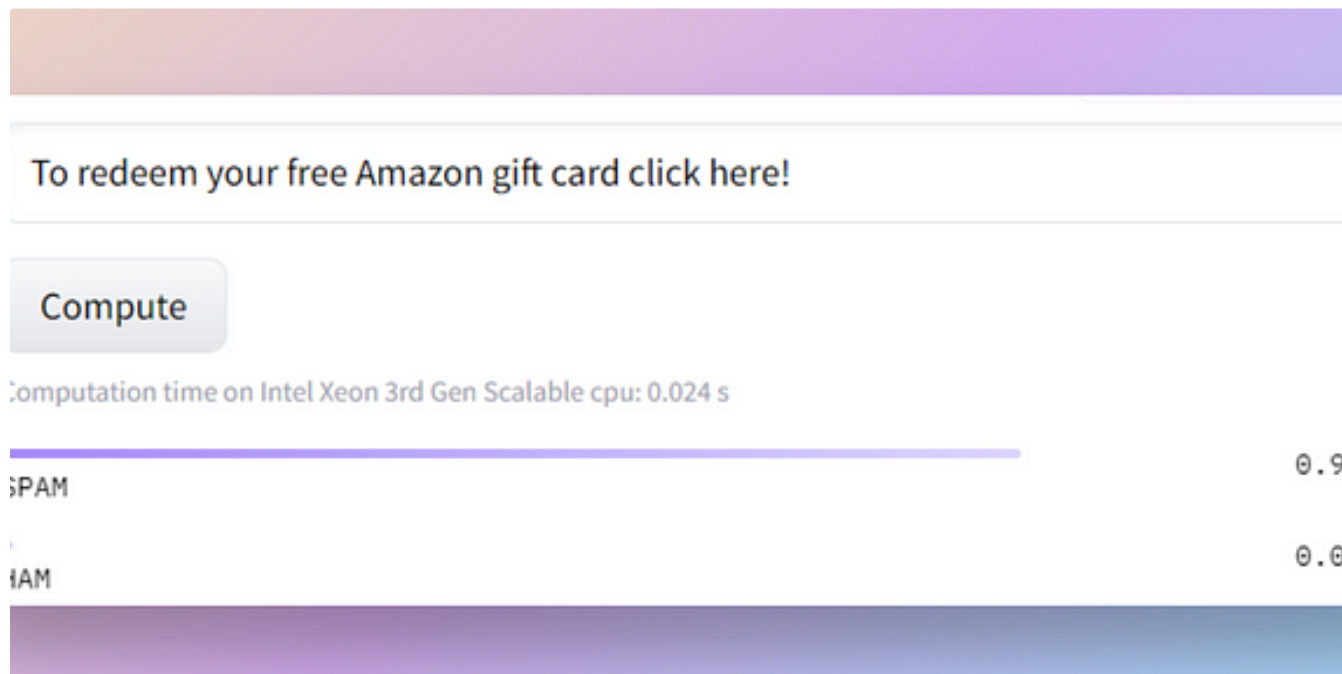 To redeem your free Amazon gift card click here!
Compute
Computation time on Intel Xeon 3rd Gen Scalable cpu: 0.024 s
0.9
SPAM
0.0
HAM